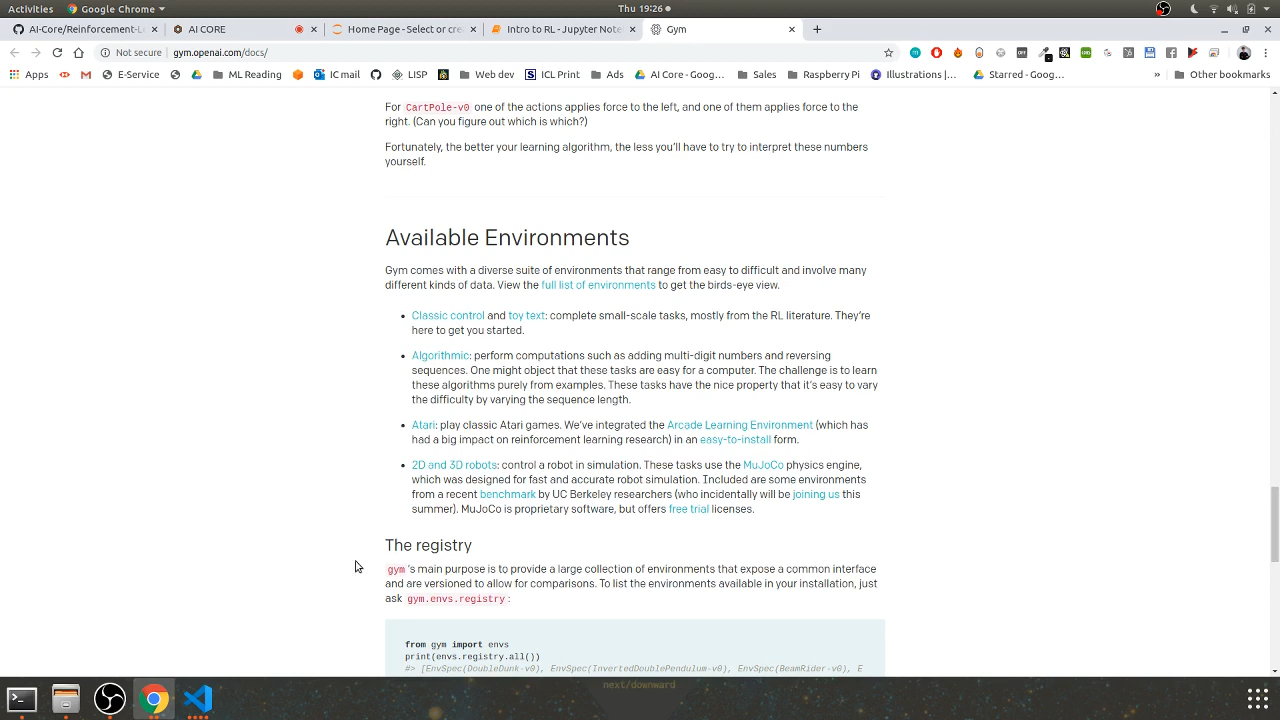 Activities
Google Chrome
Thu 19:26
AI-Core/Reinforcement-Le
AI CORE
Home Page - Select or cre
Intro to RL - Jupyter Note
Gym
Not secure
gym.openai.com/docs/
Apps
E-Service
ML Reading
IC mail
LISP
Web dev
ICL Print
Ads
AI Core - Goog…
Sales
Raspberry Pi
Illustrations |…
Starred - Goog…
»
Other bookmarks
For CartPole-v0 one of the actions applies force to the left, and one of them applies force to the
right. (Can you figure out which is which?)
Fortunately, the better your learning algorithm, the less you'll have to try to interpret these numbers
yourself.
Available Environments
Gym comes with a diverse suite of environments that range from easy to difficult and involve many
different kinds of data. View the full list of environments to get the birds-eye view.
• Classic control and toy text: complete small-scale tasks, mostly from the RL literature. They're
here to get you started.
• Algorithmic: perform computations such as adding multi-digit numbers and reversing
sequences. One might object that these tasks are easy for a computer. The challenge is to learn
these algorithms purely from examples. These tasks have the nice property that it's easy to vary
the difficulty by varying the sequence length.
• Atari: play classic Atari games. We've integrated the Arcade Learning Environment (which has
had a big impact on reinforcement learning research) in an easy-to-install form.
• 2D and 3D robots: control a robot in simulation. These tasks use the MuJoCo physics engine,
which was designed for fast and accurate robot simulation. Included are some environments
from a recent benchmark by UC Berkeley researchers (who incidentally will be joining us this
summer). MuJoCo is proprietary software, but offers free trial licenses.
The registry
gym 's main purpose is to provide a large collection of environments that expose a common interface
and are versioned to allow for comparisons. To list the environments available in your installation, just
ask gym.envs.registry :
from gym import envs
print(envs.registry.all())
#> [EnvSpec(DoubleDunk-v0), EnvSpec(InvertedDoublePendulum-v0), EnvSpec(BeamRider-v0), E
next/downward